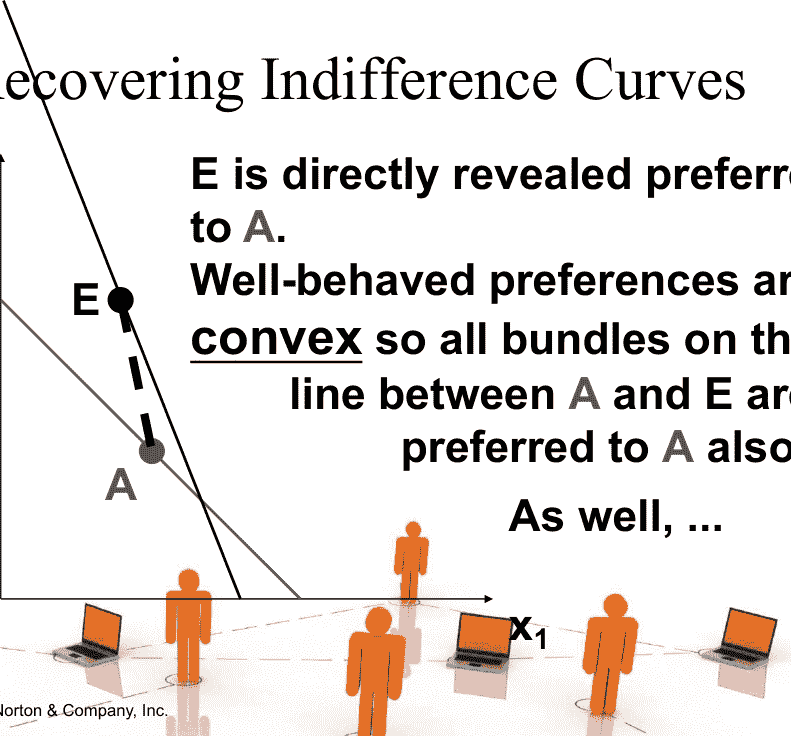 ecovering Indifference Curves
E is directly revealed preferr
to A.
Well-behaved preferences ar
convex so all bundles on th
line between A and E are
preferred to A also
As well, ...
E
A
x1
Norton & Company, Inc.